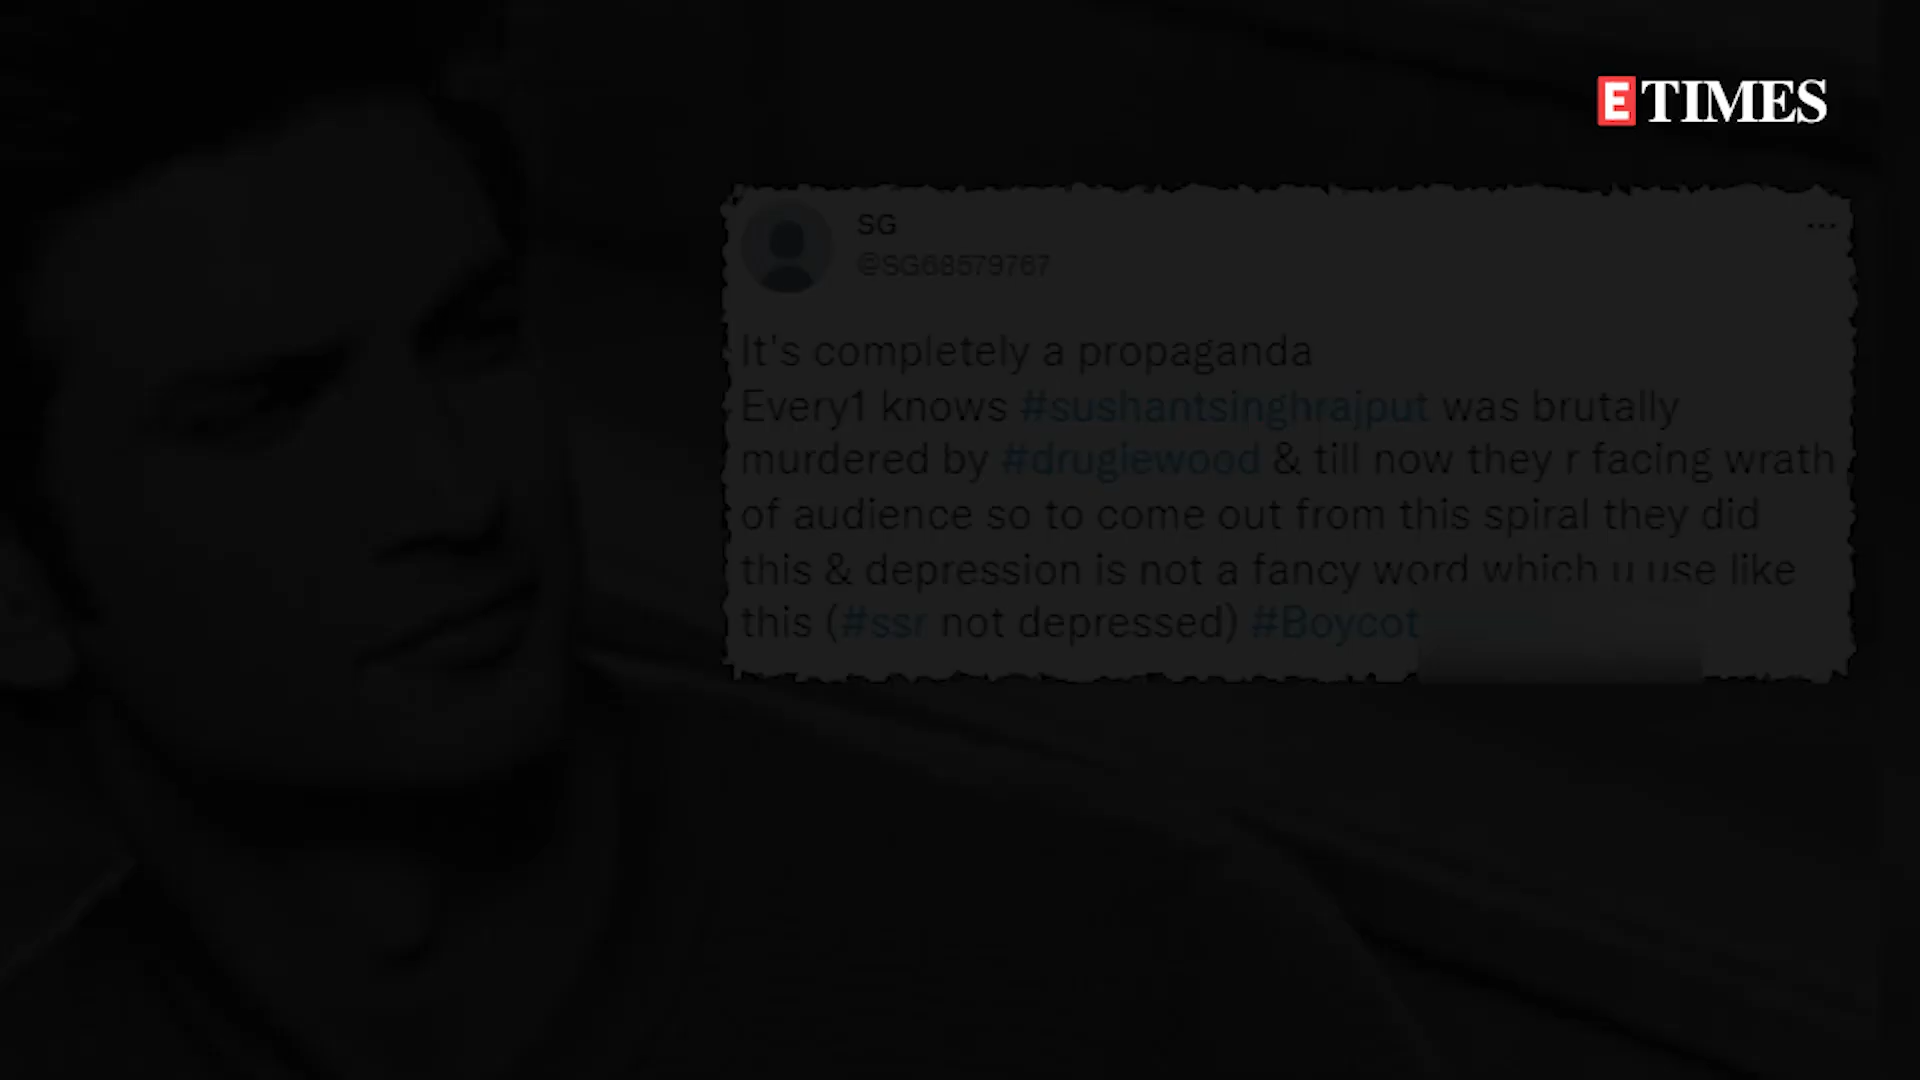 E TIMES
SG
@SG68579767
It's completely a propaganda
Every1 knows #sushantsinghrajput was brutally
murdered by #drugiewood & till now they r facing wrath
of audience so to come out from this spiral they did
this & depression is not a fancy word which u use like
this (#ssr not depressed) #Boycot